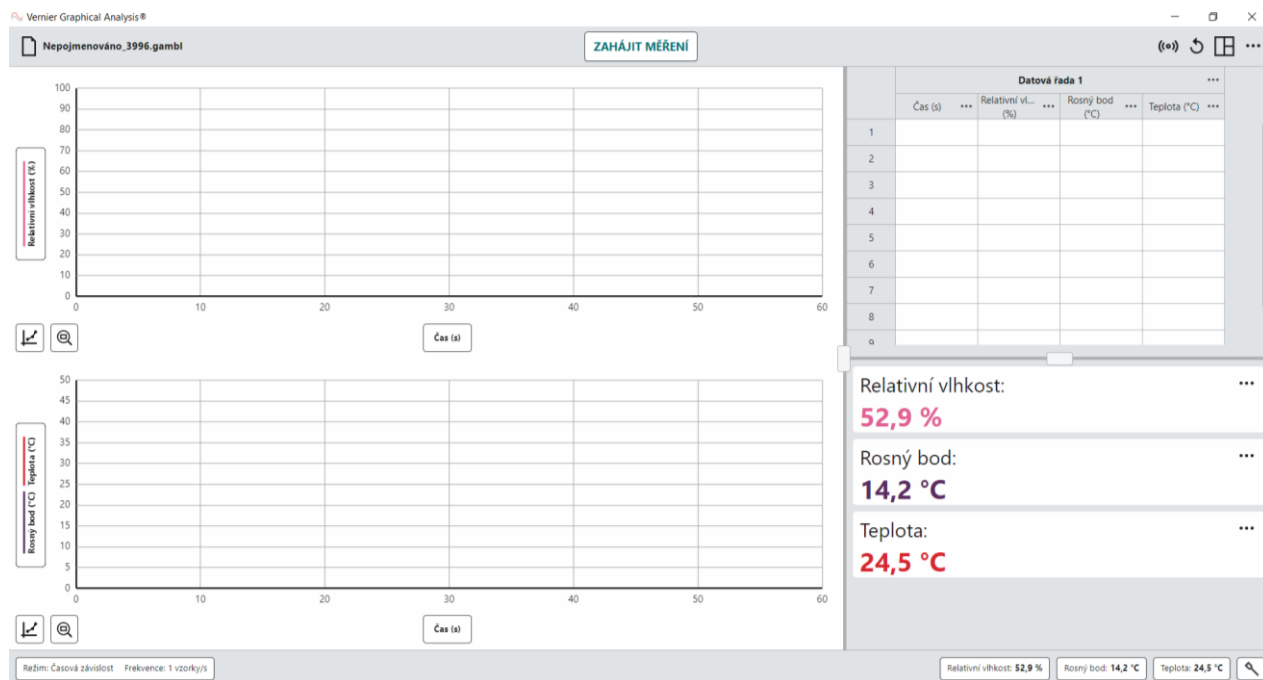 Vernier Graphical Analysis®
Nepojmenováno_3996.gambl
ZAHÁJIT MĚŘENÍ
Relativní vlhkost (%)
100
90
80
70
60
50
40
30
20
10
0
0 10 20 30 40 50 60
Čas (s)
Rosný bod (°C) Teplota (°C)
50
45
40
35
30
25
20
15
10
5
0
0 10 20 30 40 50 60
Čas (s)
Datová řada 1
Čas (s) Relativní vl... (%) Rosný bod (°C) Teplota (°C)
1
2
3
4
5
6
7
8
9
Relativní vlhkost:
52,9 %
Rosný bod:
14,2 °C
Teplota:
24,5 °C
Režim: Časová závislost Frekvence: 1 vzorky/s
Relativní vlhkost: 52,9 % Rosný bod: 14,2 °C Teplota: 24,5 °C